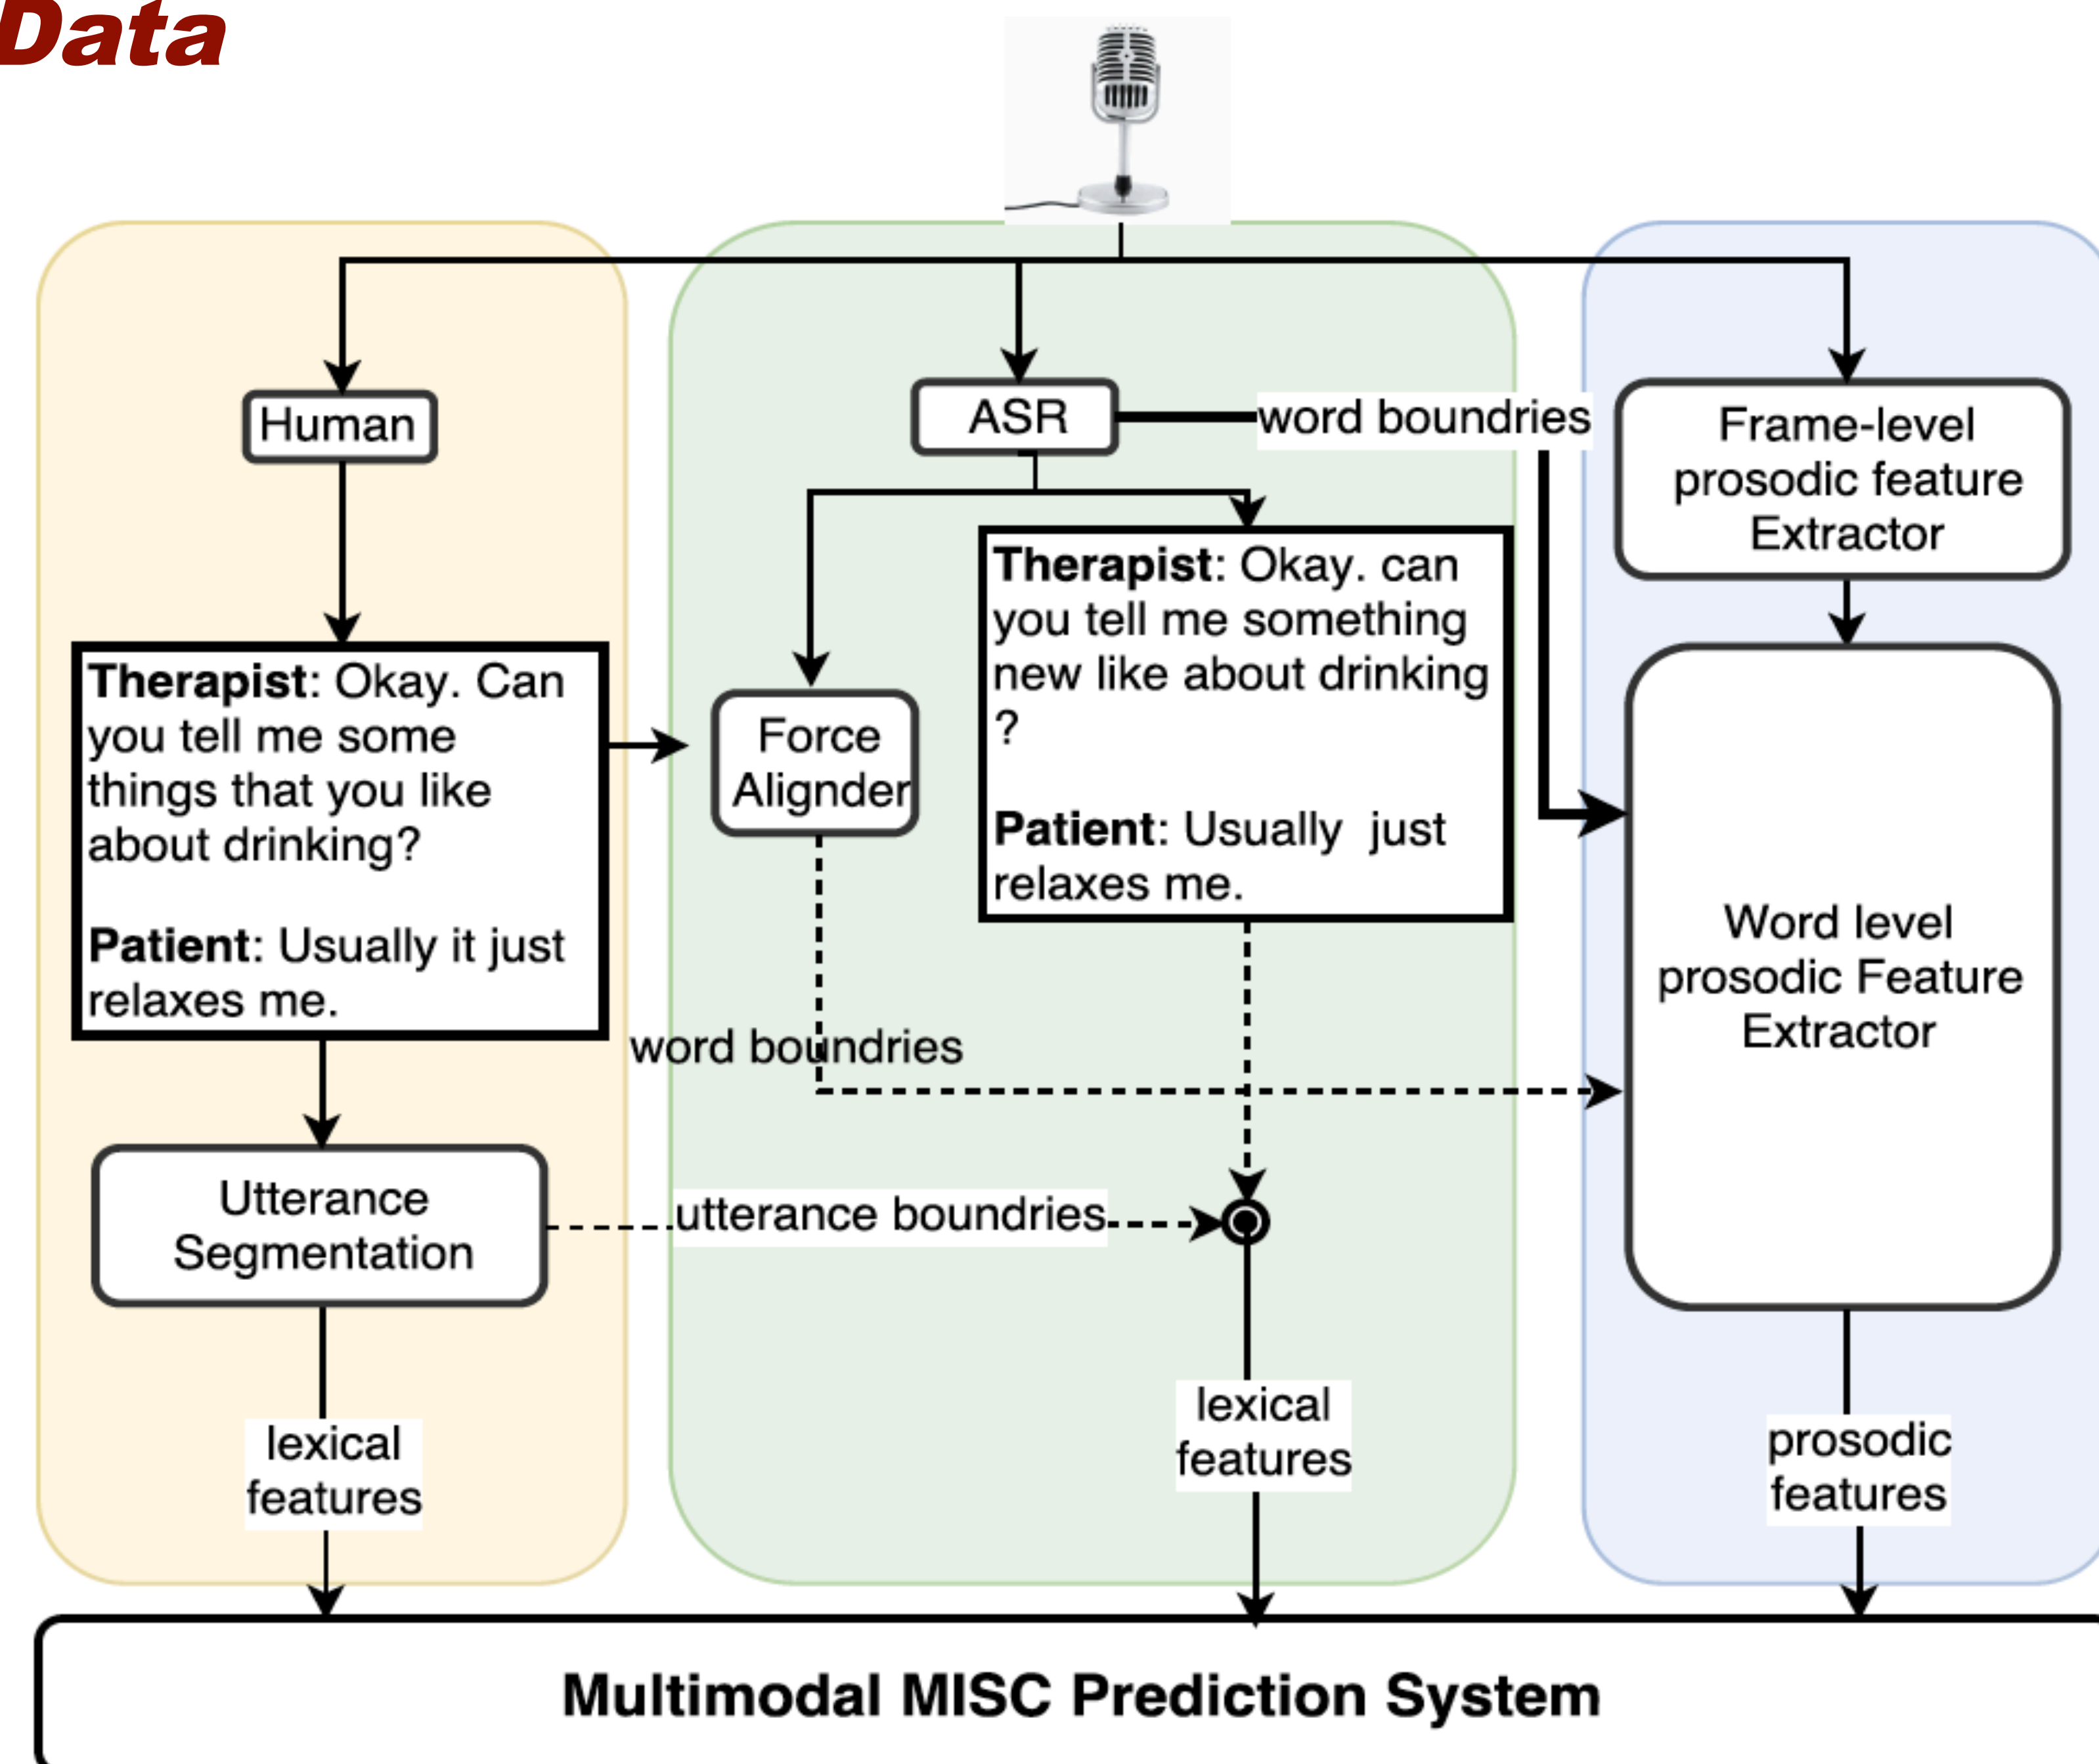 Data
Human
Therapist: Okay. Can
you tell me some
things that you like
about drinking?
Patient: Usually it just
relaxes me.
Utterance
Segmentation
lexical
features
ASR
word boundries
Force
Alignder
Therapist: Okay. can
you tell me something
new like about drinking
?
Patient: Usually  just
relaxes me.
word boundries
utterance boundries
lexical
features
Frame-level
prosodic feature
Extractor
Word level
prosodic Feature
Extractor
prosodic
features
Multimodal MISC Prediction System